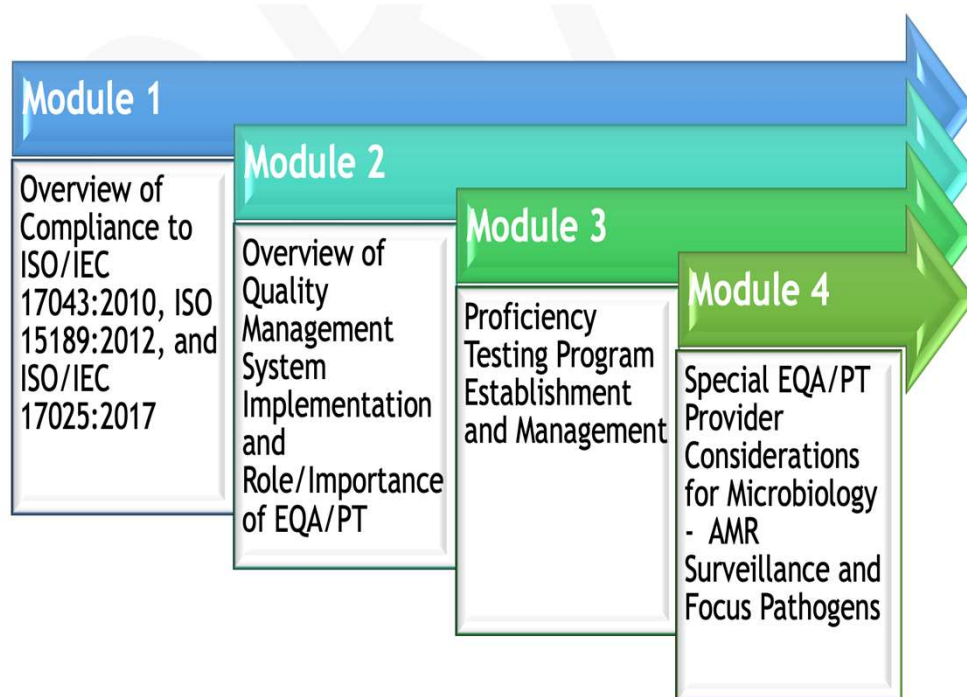 Module 1
Overview of
Compliance to
ISO/IEC
17043:2010, ISO
15189:2012, and
ISO/IEC
17025:2017
Module 2
Overview of
Quality
Management
System
Implementation
and
Role/Importance
of EQA/PT
Module 3
Proficiency
Testing Program
Establishment
and Management
Module 4
Special EQA/PT
Provider
Considerations
for Microbiology
- AMR
Surveillance and
Focus Pathogens